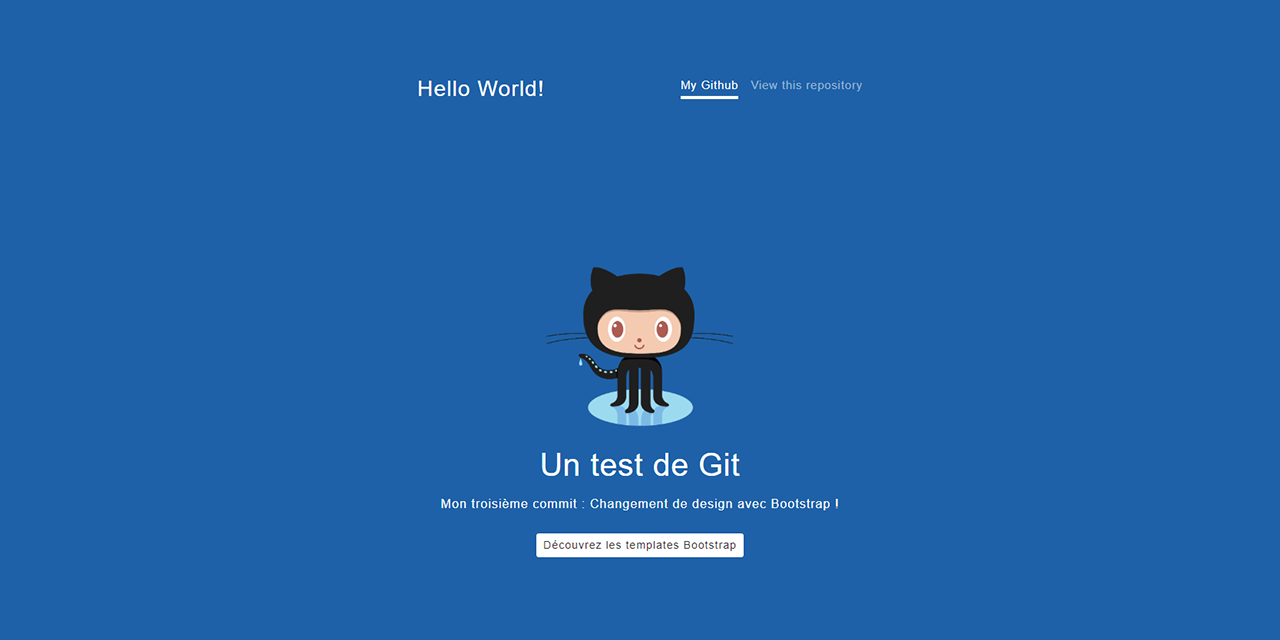 Hello World!
My Github
View this repository
Un test de Git
Mon troisième commit : Changement de design avec Bootstrap !
Découvrez les templates Bootstrap